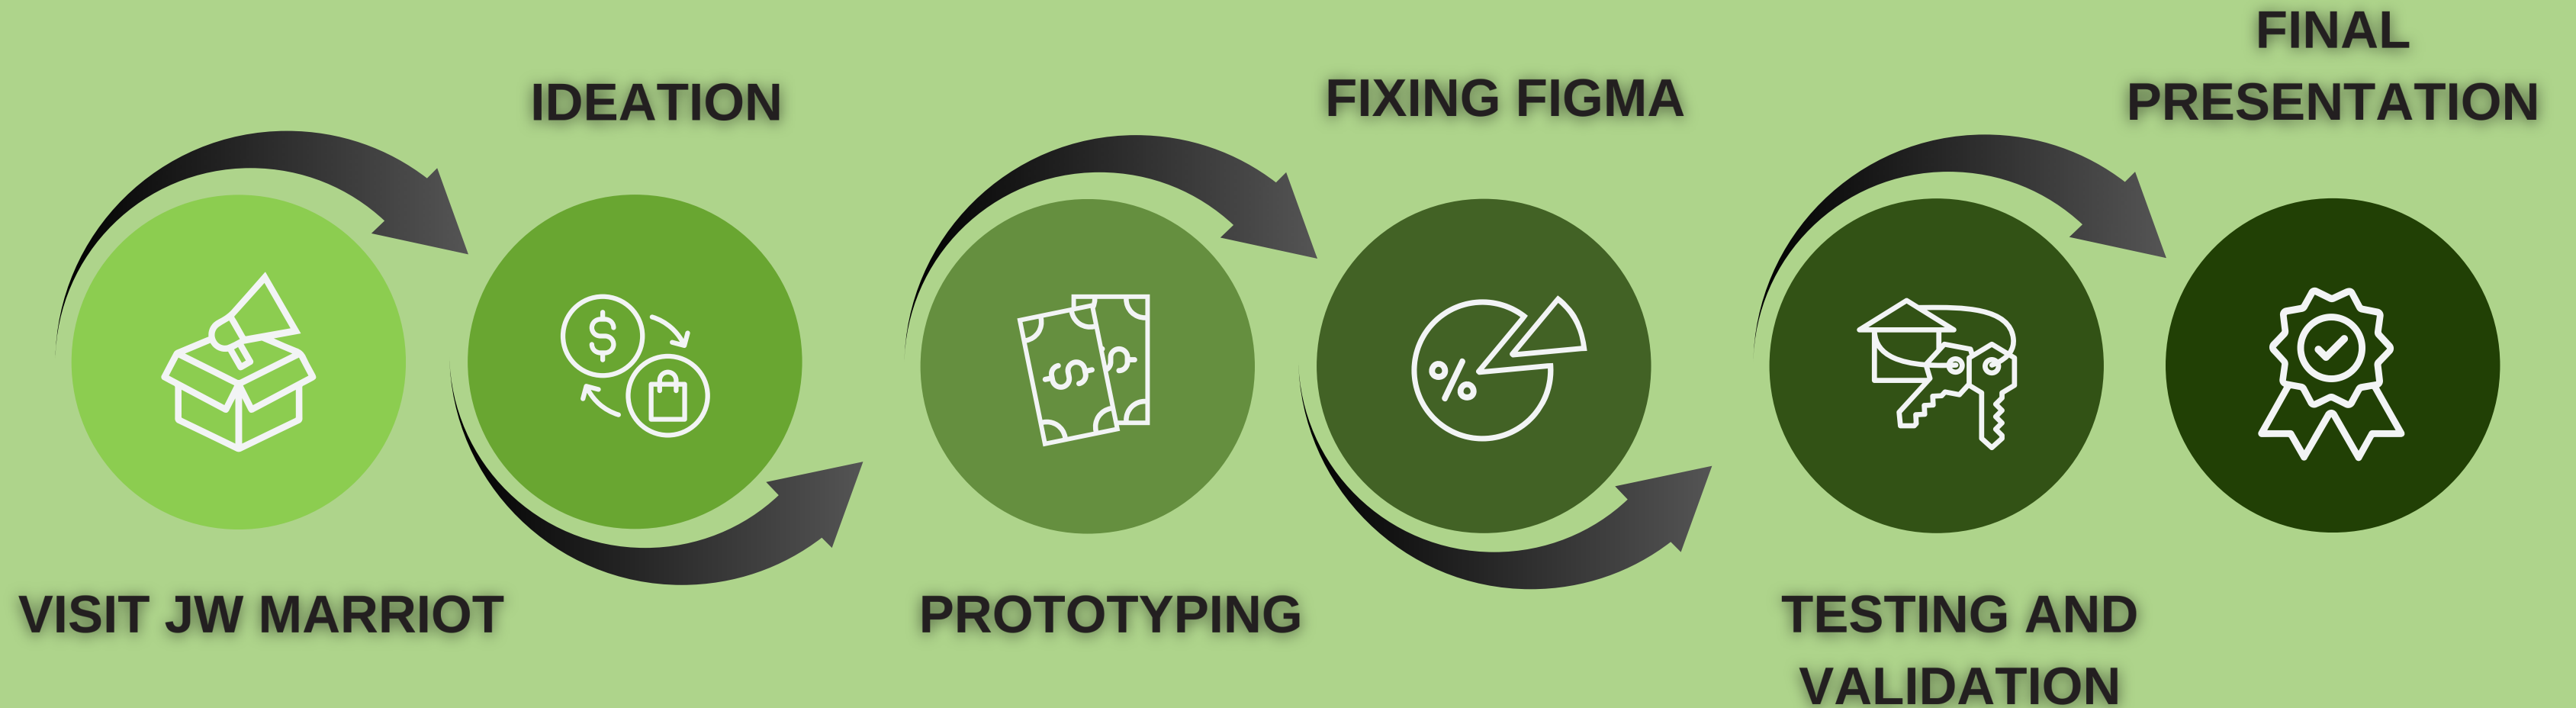 VISIT JW MARRIOT
IDEATION
$
PROTOTYPING
$
$
FIXING FIGMA
%
TESTING AND
VALIDATION
FINAL
PRESENTATION